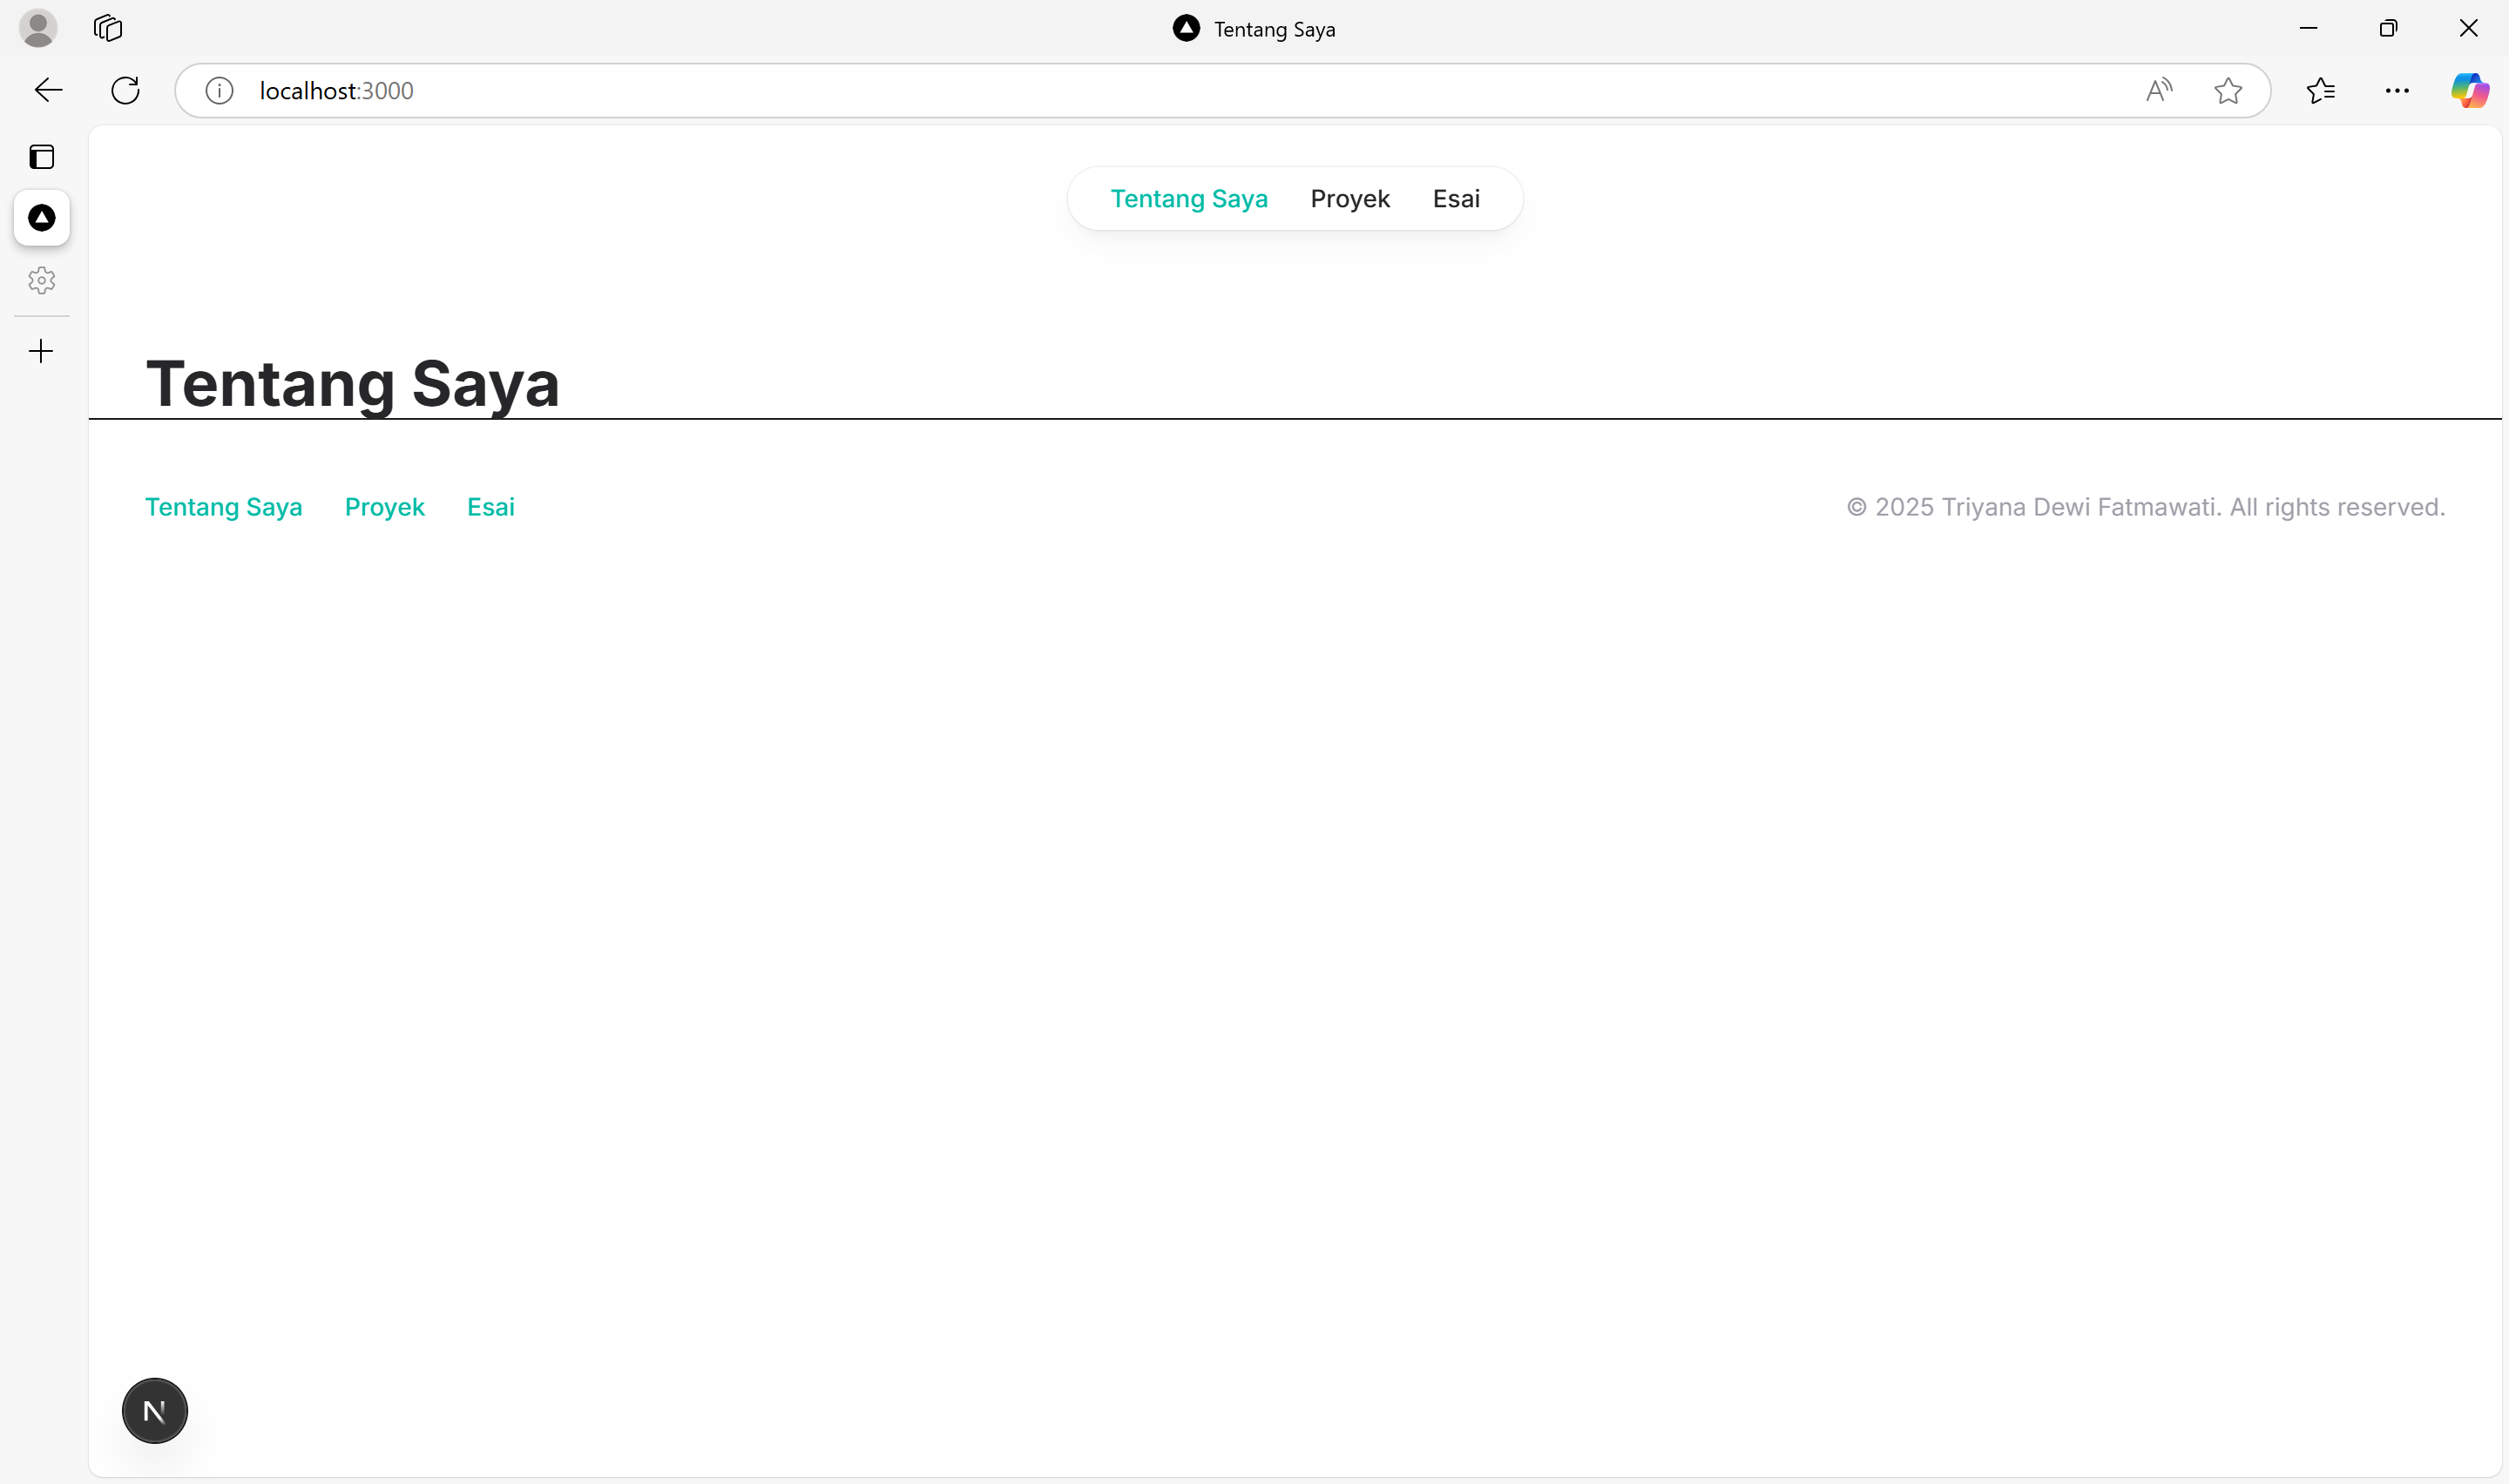 Tentang Saya
localhost:3000
Tentang Saya Proyek Esai
Tentang Saya
Tentang Saya Proyek Esai © 2025 Triyana Dewi Fatmawati. All rights reserved.
N